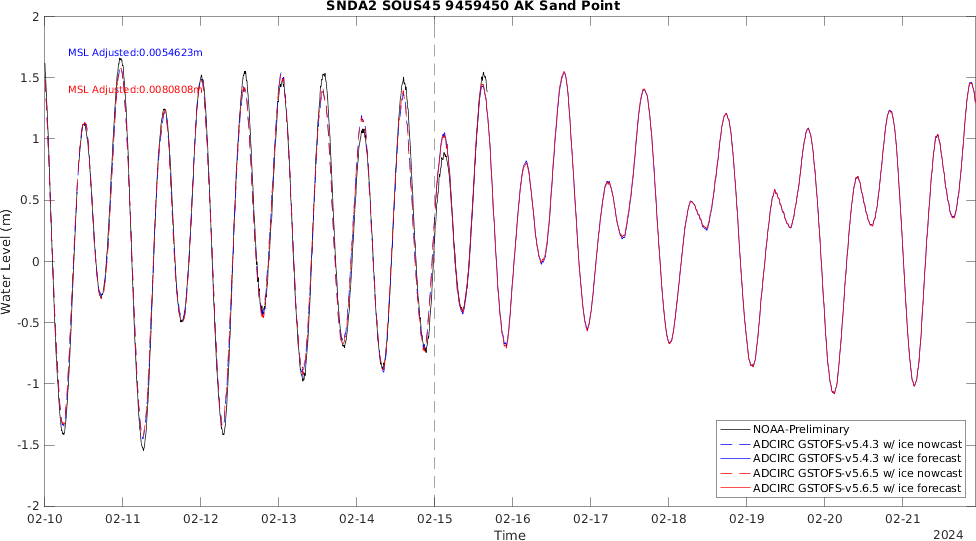 SNDA2 SOUS45 9459450 AK Sand Point
2
MSL Adjusted:0.0054623m
1.5
MSL Adjusted:0.0080808m
1
0.5
0
-0.5
-1
-1.5
-2
Water Level (m)
NOAA-Preliminary
ADCIRC GSTOFS-v5.4.3 w/ ice nowcast
ADCIRC GSTOFS-v5.4.3 w/ ice forecast
ADCIRC GSTOFS-v5.6.5 w/ ice nowcast
ADCIRC GSTOFS-v5.6.5 w/ ice forecast
02-10 02-11 02-12 02-13 02-14 02-15 02-16 02-17 02-18 02-19 02-20 02-21
Time
2024